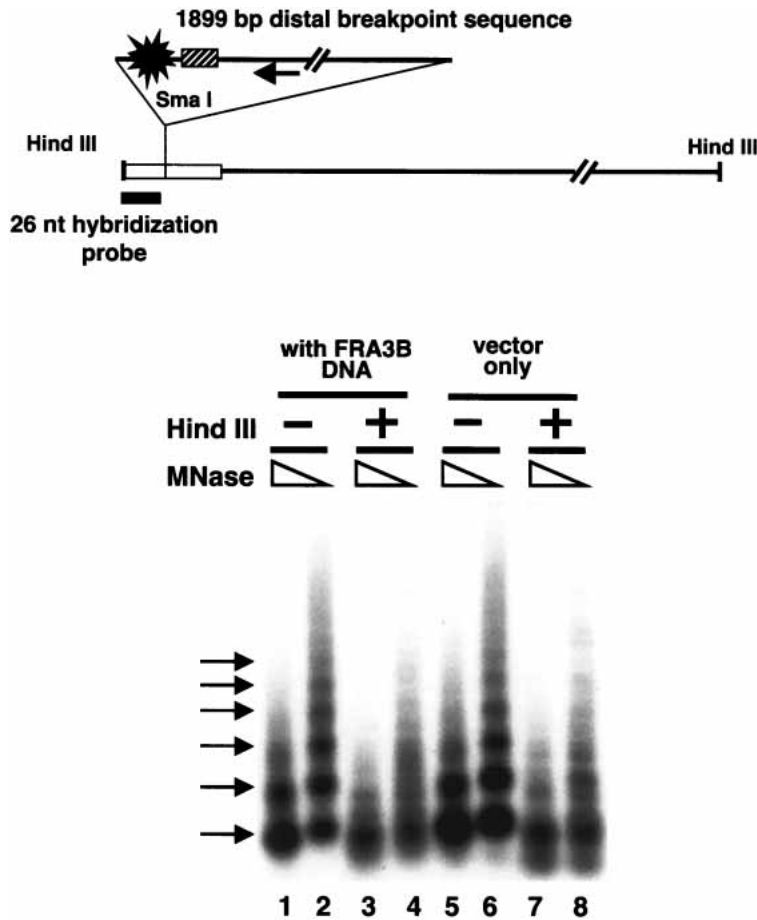 1899 bp distal breakpoint sequence
Sma I
Hind III
Hind III
26 nt hybridization
probe
with FRA3B
DNA
vector
only
Hind III − + − +
MNase
1 2 3 4 5 6 7 8